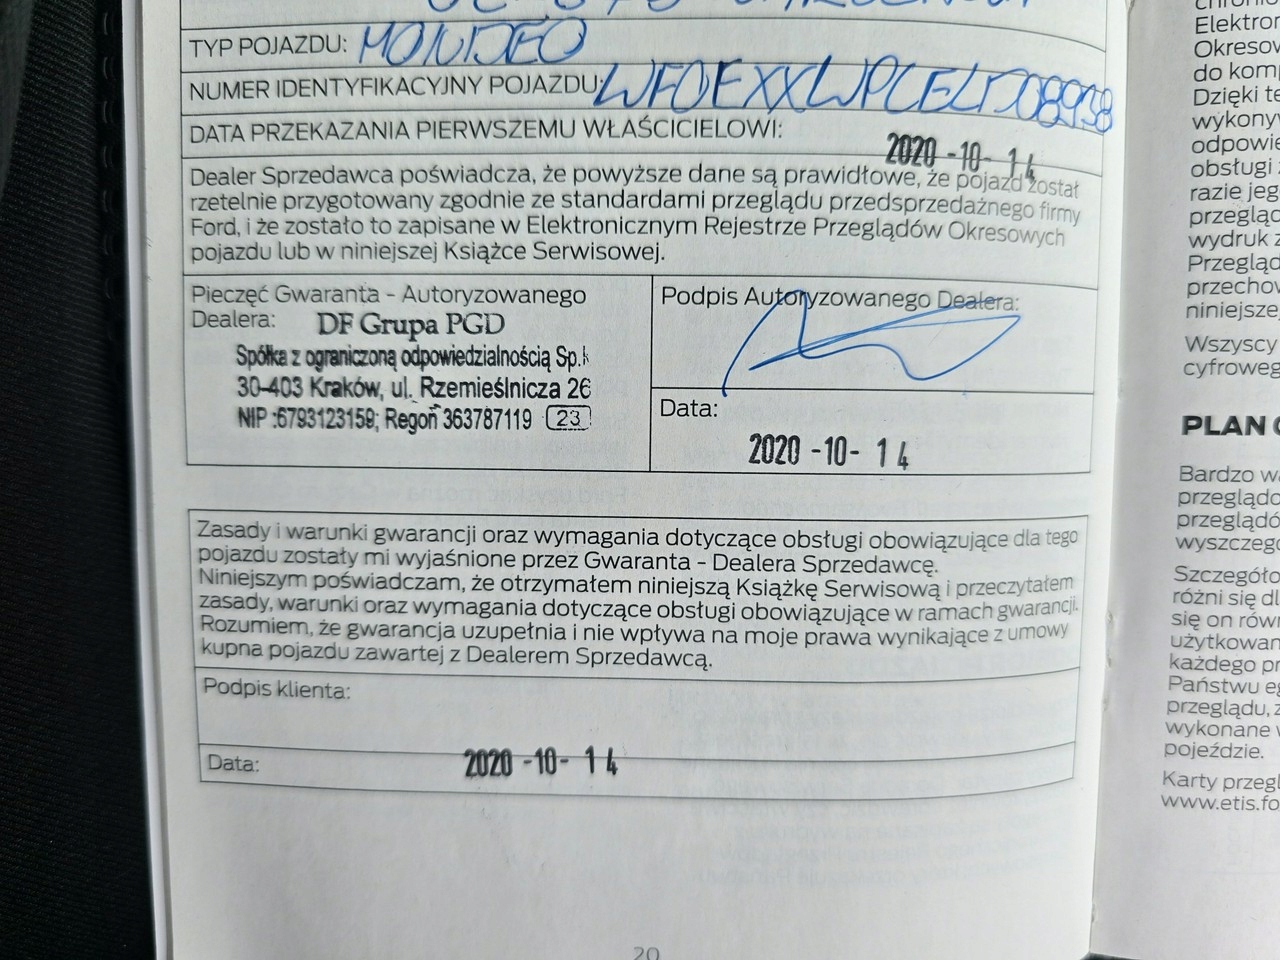 TYP POJAZDU: MONDEO
NUMER IDENTYFIKACYJNY POJAZDU: WF0EXXWPCELD08938
DATA PRZEKAZANIA PIERWSZEMU WŁAŚCICIELOWI:
2020 -10- 14
Dealer Sprzedawca poświadcza, że powyższe dane są prawidłowe, że pojazd został
rzetelnie przygotowany zgodnie ze standardami przeglądu przedsprzedażnego firmy
Ford, i że zostało to zapisane w Elektronicznym Rejestrze Przeglądów Okresowych
pojazdu lub w niniejszej Książce Serwisowej.
Pieczęć Gwaranta - Autoryzowanego
Dealera: DF Grupa PGD
Spółka z ograniczoną odpowiedzialnością Sp.k
30-403 Kraków, ul. Rzemieślnicza 26
NIP :6793123159; Regon 363787119 23
Podpis Autoryzowanego Dealera:
Data:
2020 -10- 14
Zasady i warunki gwarancji oraz wymagania dotyczące obsługi obowiązujące dla tego
pojazdu zostały mi wyjaśnione przez Gwaranta - Dealera Sprzedawcę.
Niniejszym poświadczam, że otrzymałem niniejszą Książkę Serwisową i przeczytałem
zasady, warunki oraz wymagania dotyczące obsługi obowiązujące w ramach gwarancji.
Rozumiem, że gwarancja uzupełnia i nie wpływa na moje prawa wynikające z umowy
kupna pojazdu zawartej z Dealerem Sprzedawcą.
Podpis klienta:
Data: 2020 -10- 14
20
Elektron
Okresow
do komp
Dzięki te
wykonyw
odpowie
obsługi
razie jeg
przegląd
wydruk z
Przegląd
przechow
niniejszej
Wszyscy
cyfroweg
PLAN
Bardzo wa
przeglądo
przeglądó
wyszczegó
Szczegóło
różni się dl
się on równ
użytkowan
każdego pr
Państwu eg
przeglądu, z
wykonane w
pojeździe.
Karty przegl
www.etis.fo